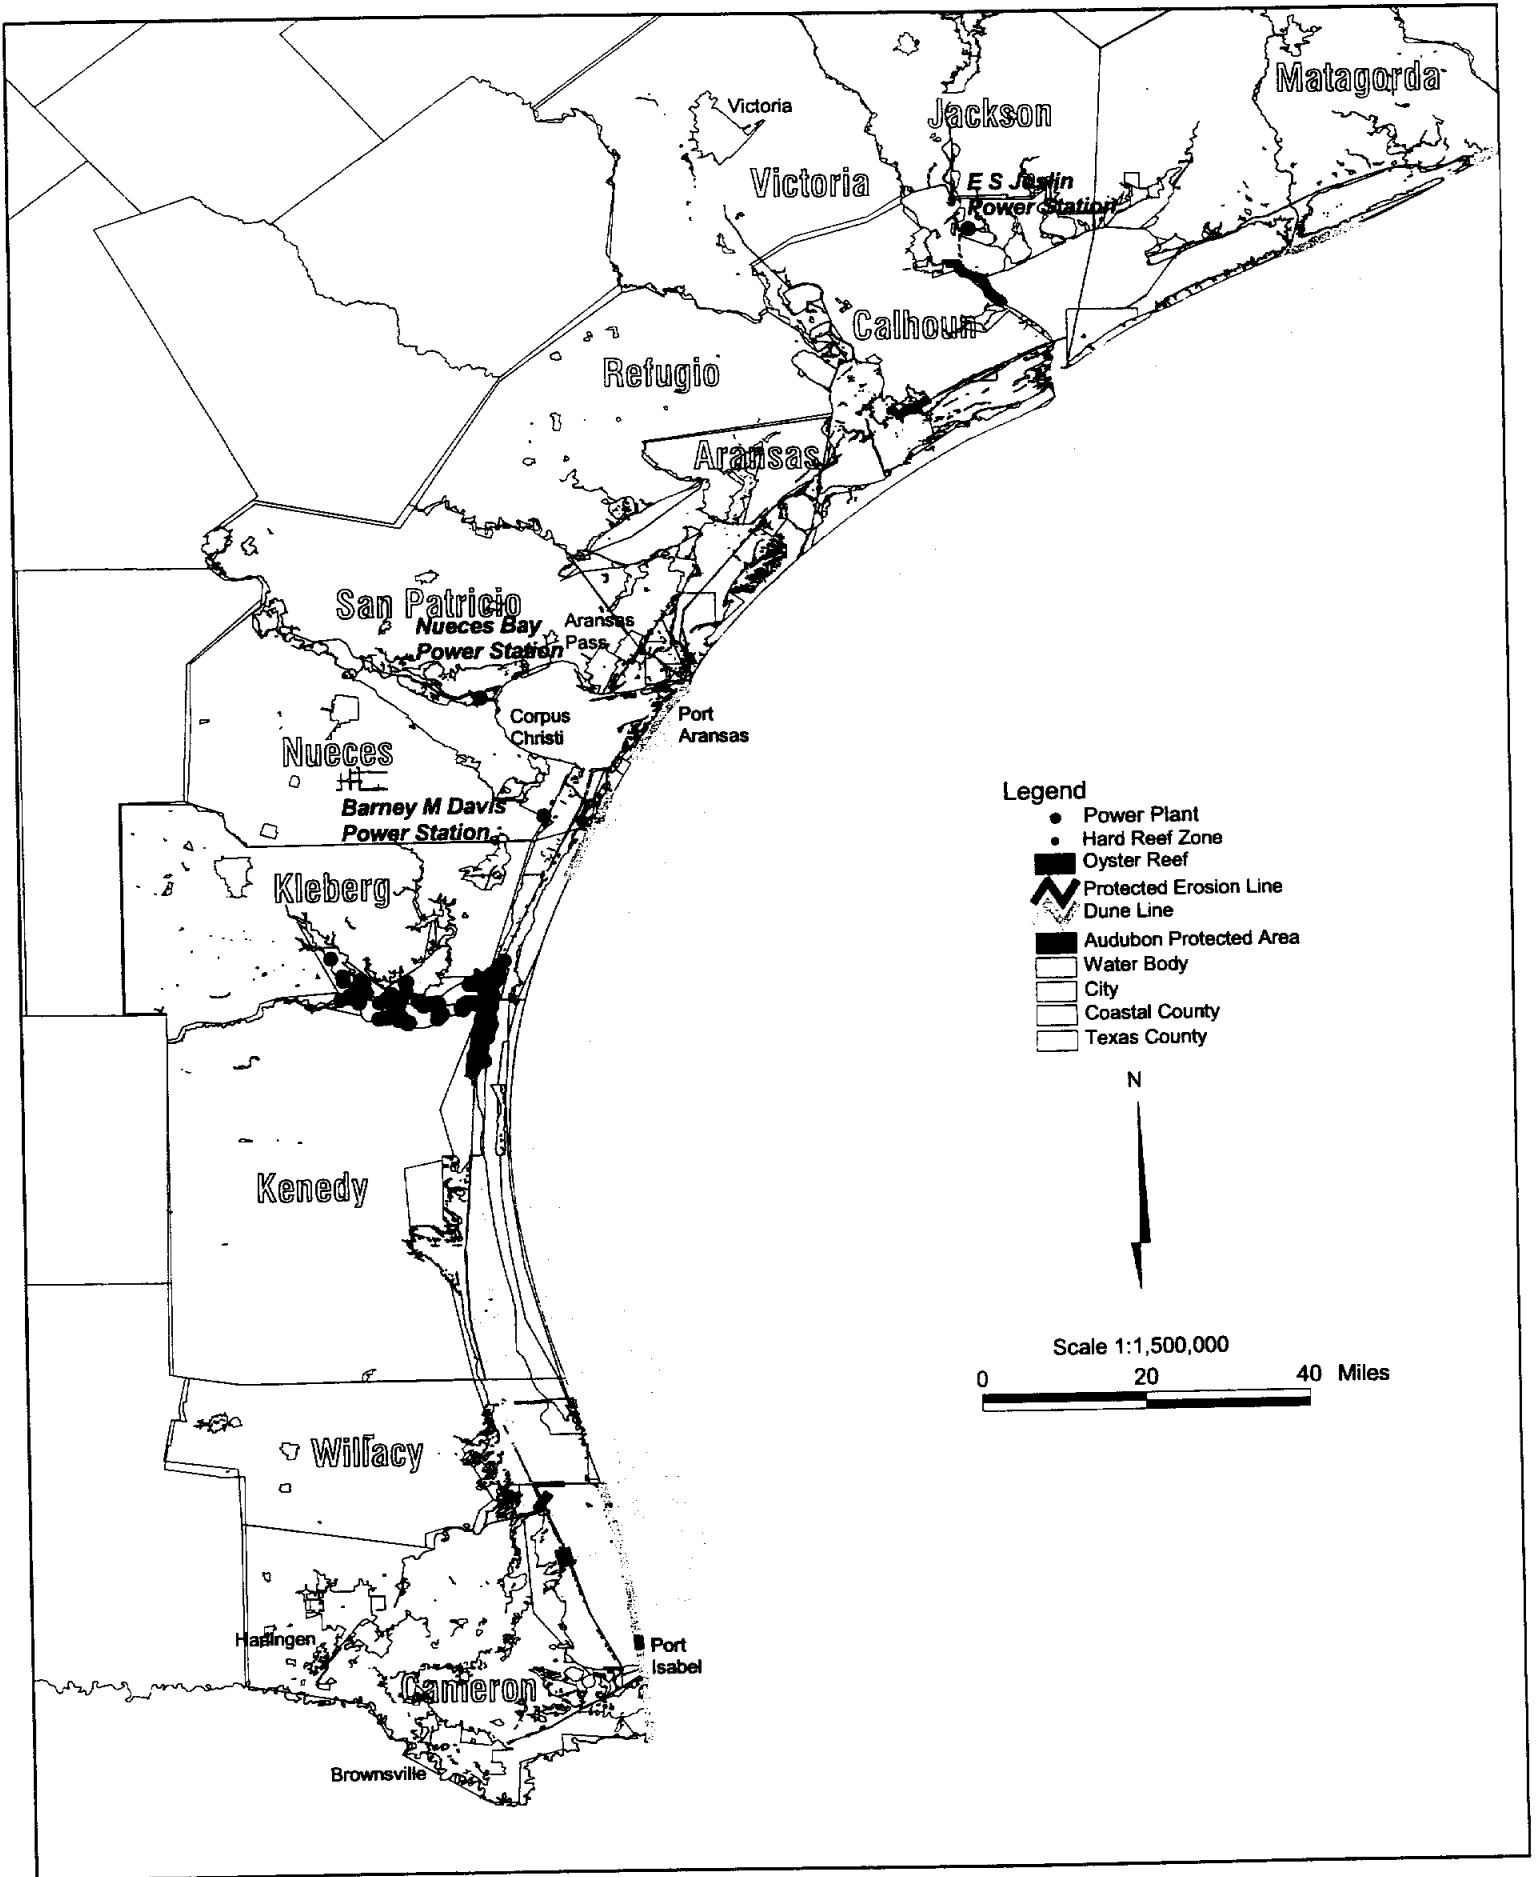 Matagorda
Victoria
Jackson
Victoria
E S Joslin
Power Station
Calhoun
Refugio
Aransas
San Patricio
Nueces Bay
Power Station
Aransas
Pass
Corpus
Christi
Port
Aransas
Nueces
Barney M Davis
Power Station
Kleberg
Legend
Power Plant
Hard Reef Zone
Oyster Reef
Protected Erosion Line
Dune Line
Audubon Protected Area
Water Body
City
Coastal County
Texas County
N
Kenedy
Scale 1:1,500,000
0 20 40 Miles
Willacy
Harlingen
Port
Isabel
Cameron
Brownsville